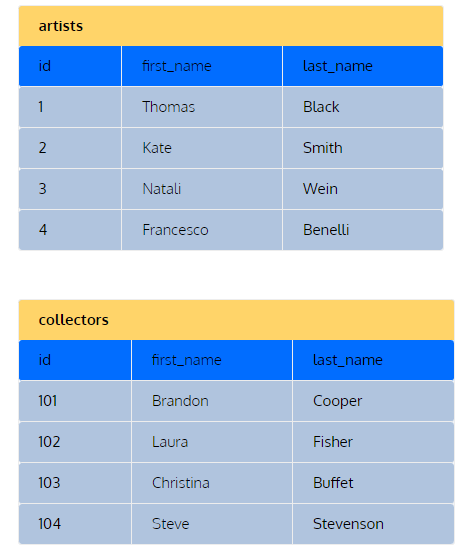 artists
id first_name last_name
1 Thomas Black
2 Kate Smith
3 Natali Wein
4 Francesco Benelli
collectors
id first_name last_name
101 Brandon Cooper
102 Laura Fisher
103 Christina Buffet
104 Steve Stevenson